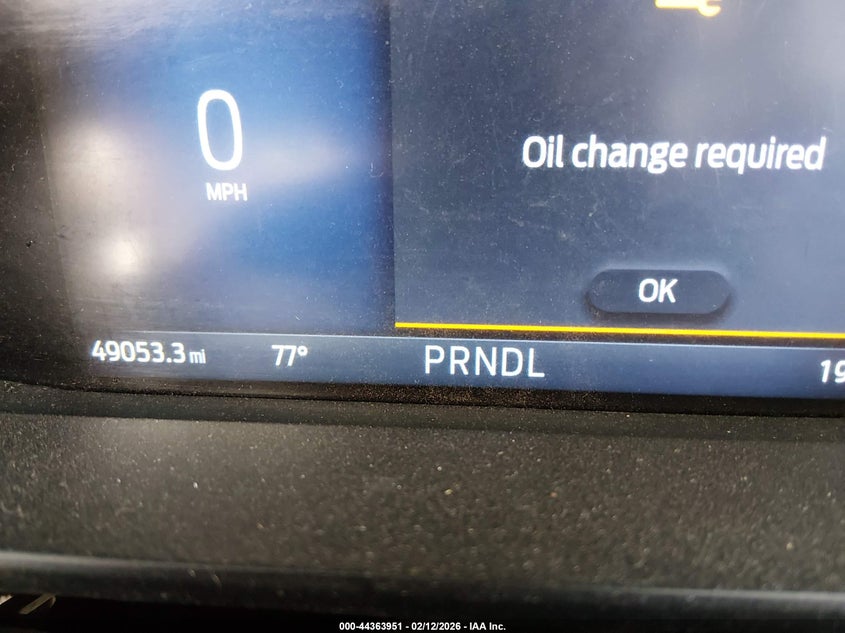 0
MPH
Oil change required
OK
49053.3 mi 77° PRNDL
000-44363951 - 02/12/2026 - IAA Inc.